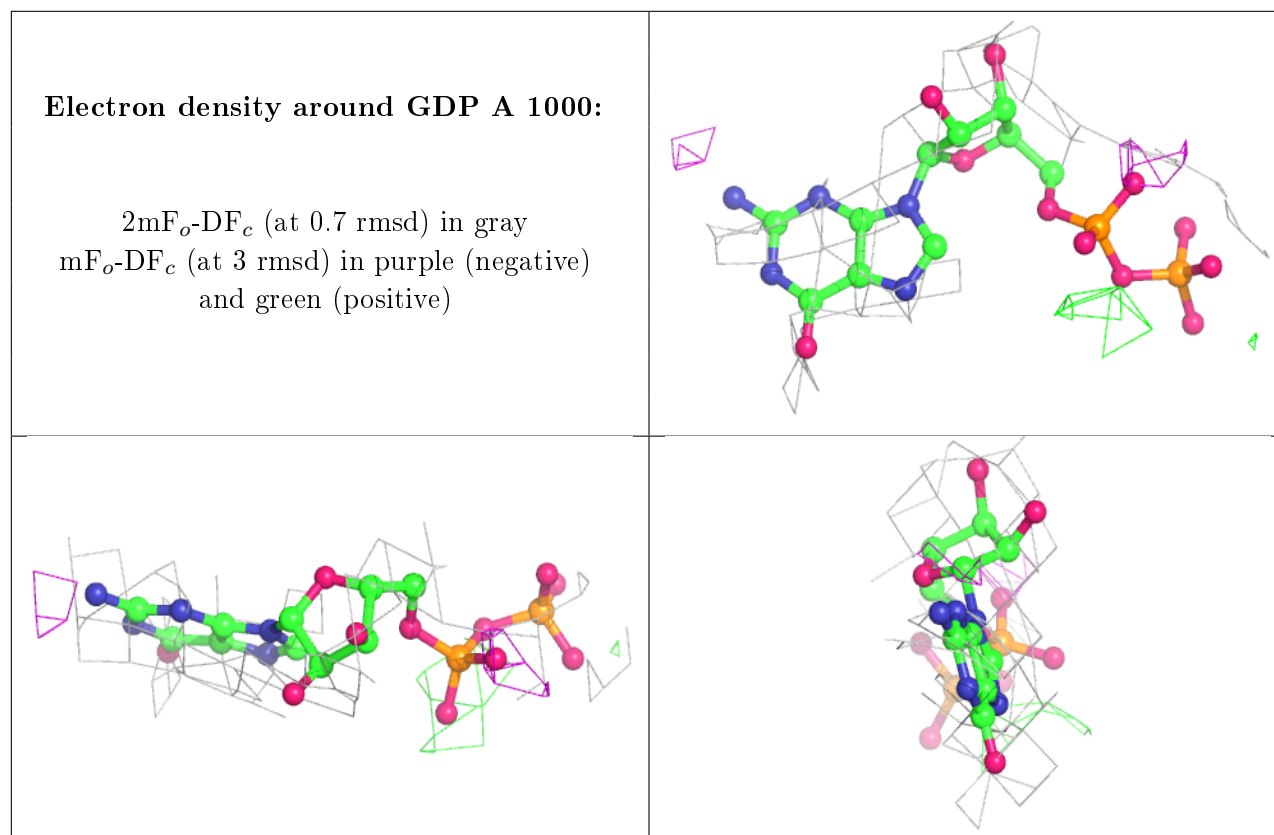 Electron density around GDP A 1000:
2mFₒ-DF𝒸 (at 0.7 rmsd) in gray
mFₒ-DF𝒸 (at 3 rmsd) in purple (negative)
and green (positive)